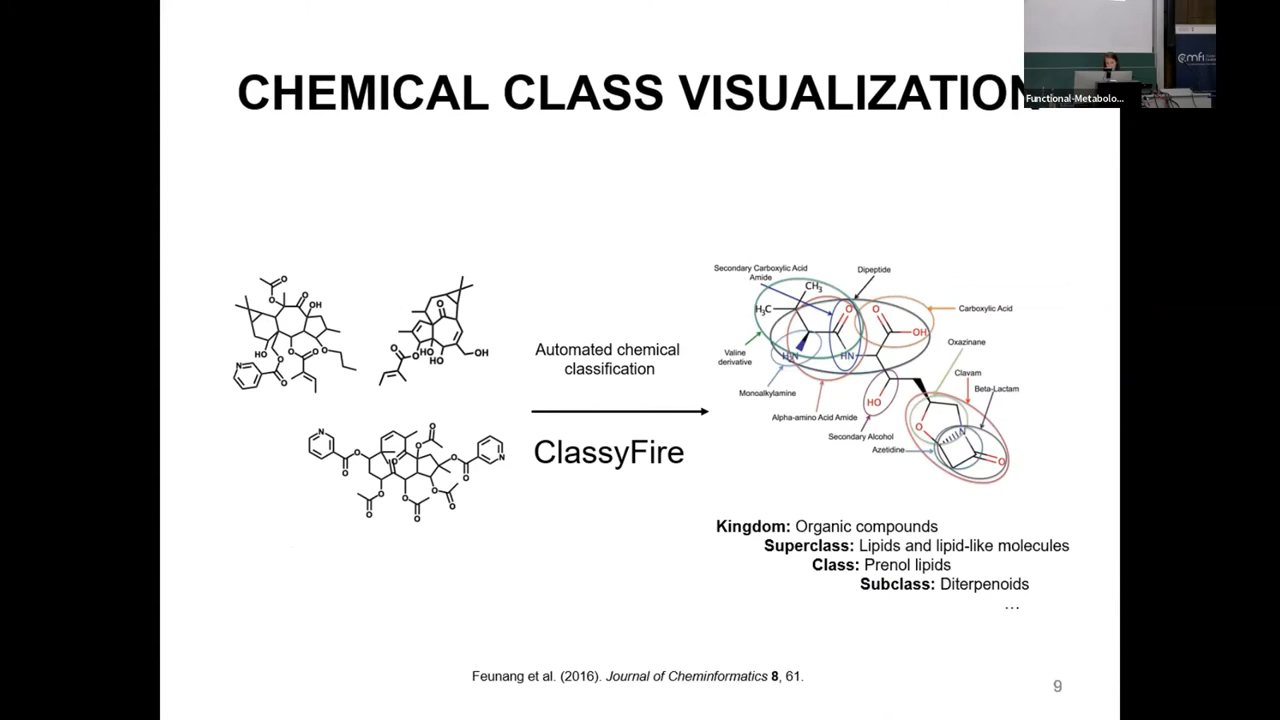 CHEMICAL CLASS VISUALIZATION
cmfi
Functional-Metabolo...
Automated chemical
classification
ClassyFire
Secondary Carboxylic Acid
Amide
Dipeptide
Carboxylic Acid
Oxazinane
Clavam
Beta-Lactam
Valine
derivative
Monoalkylamine
Alpha-amino Acid Amide
Secondary Alcohol
Azetidine
CH3
H3C
O
O
OH
H2N
HN
HO
O
N
O
Kingdom: Organic compounds
Superclass: Lipids and lipid-like molecules
Class: Prenol lipids
Subclass: Diterpenoids
...
Feunang et al. (2016). Journal of Cheminformatics 8, 61.
9